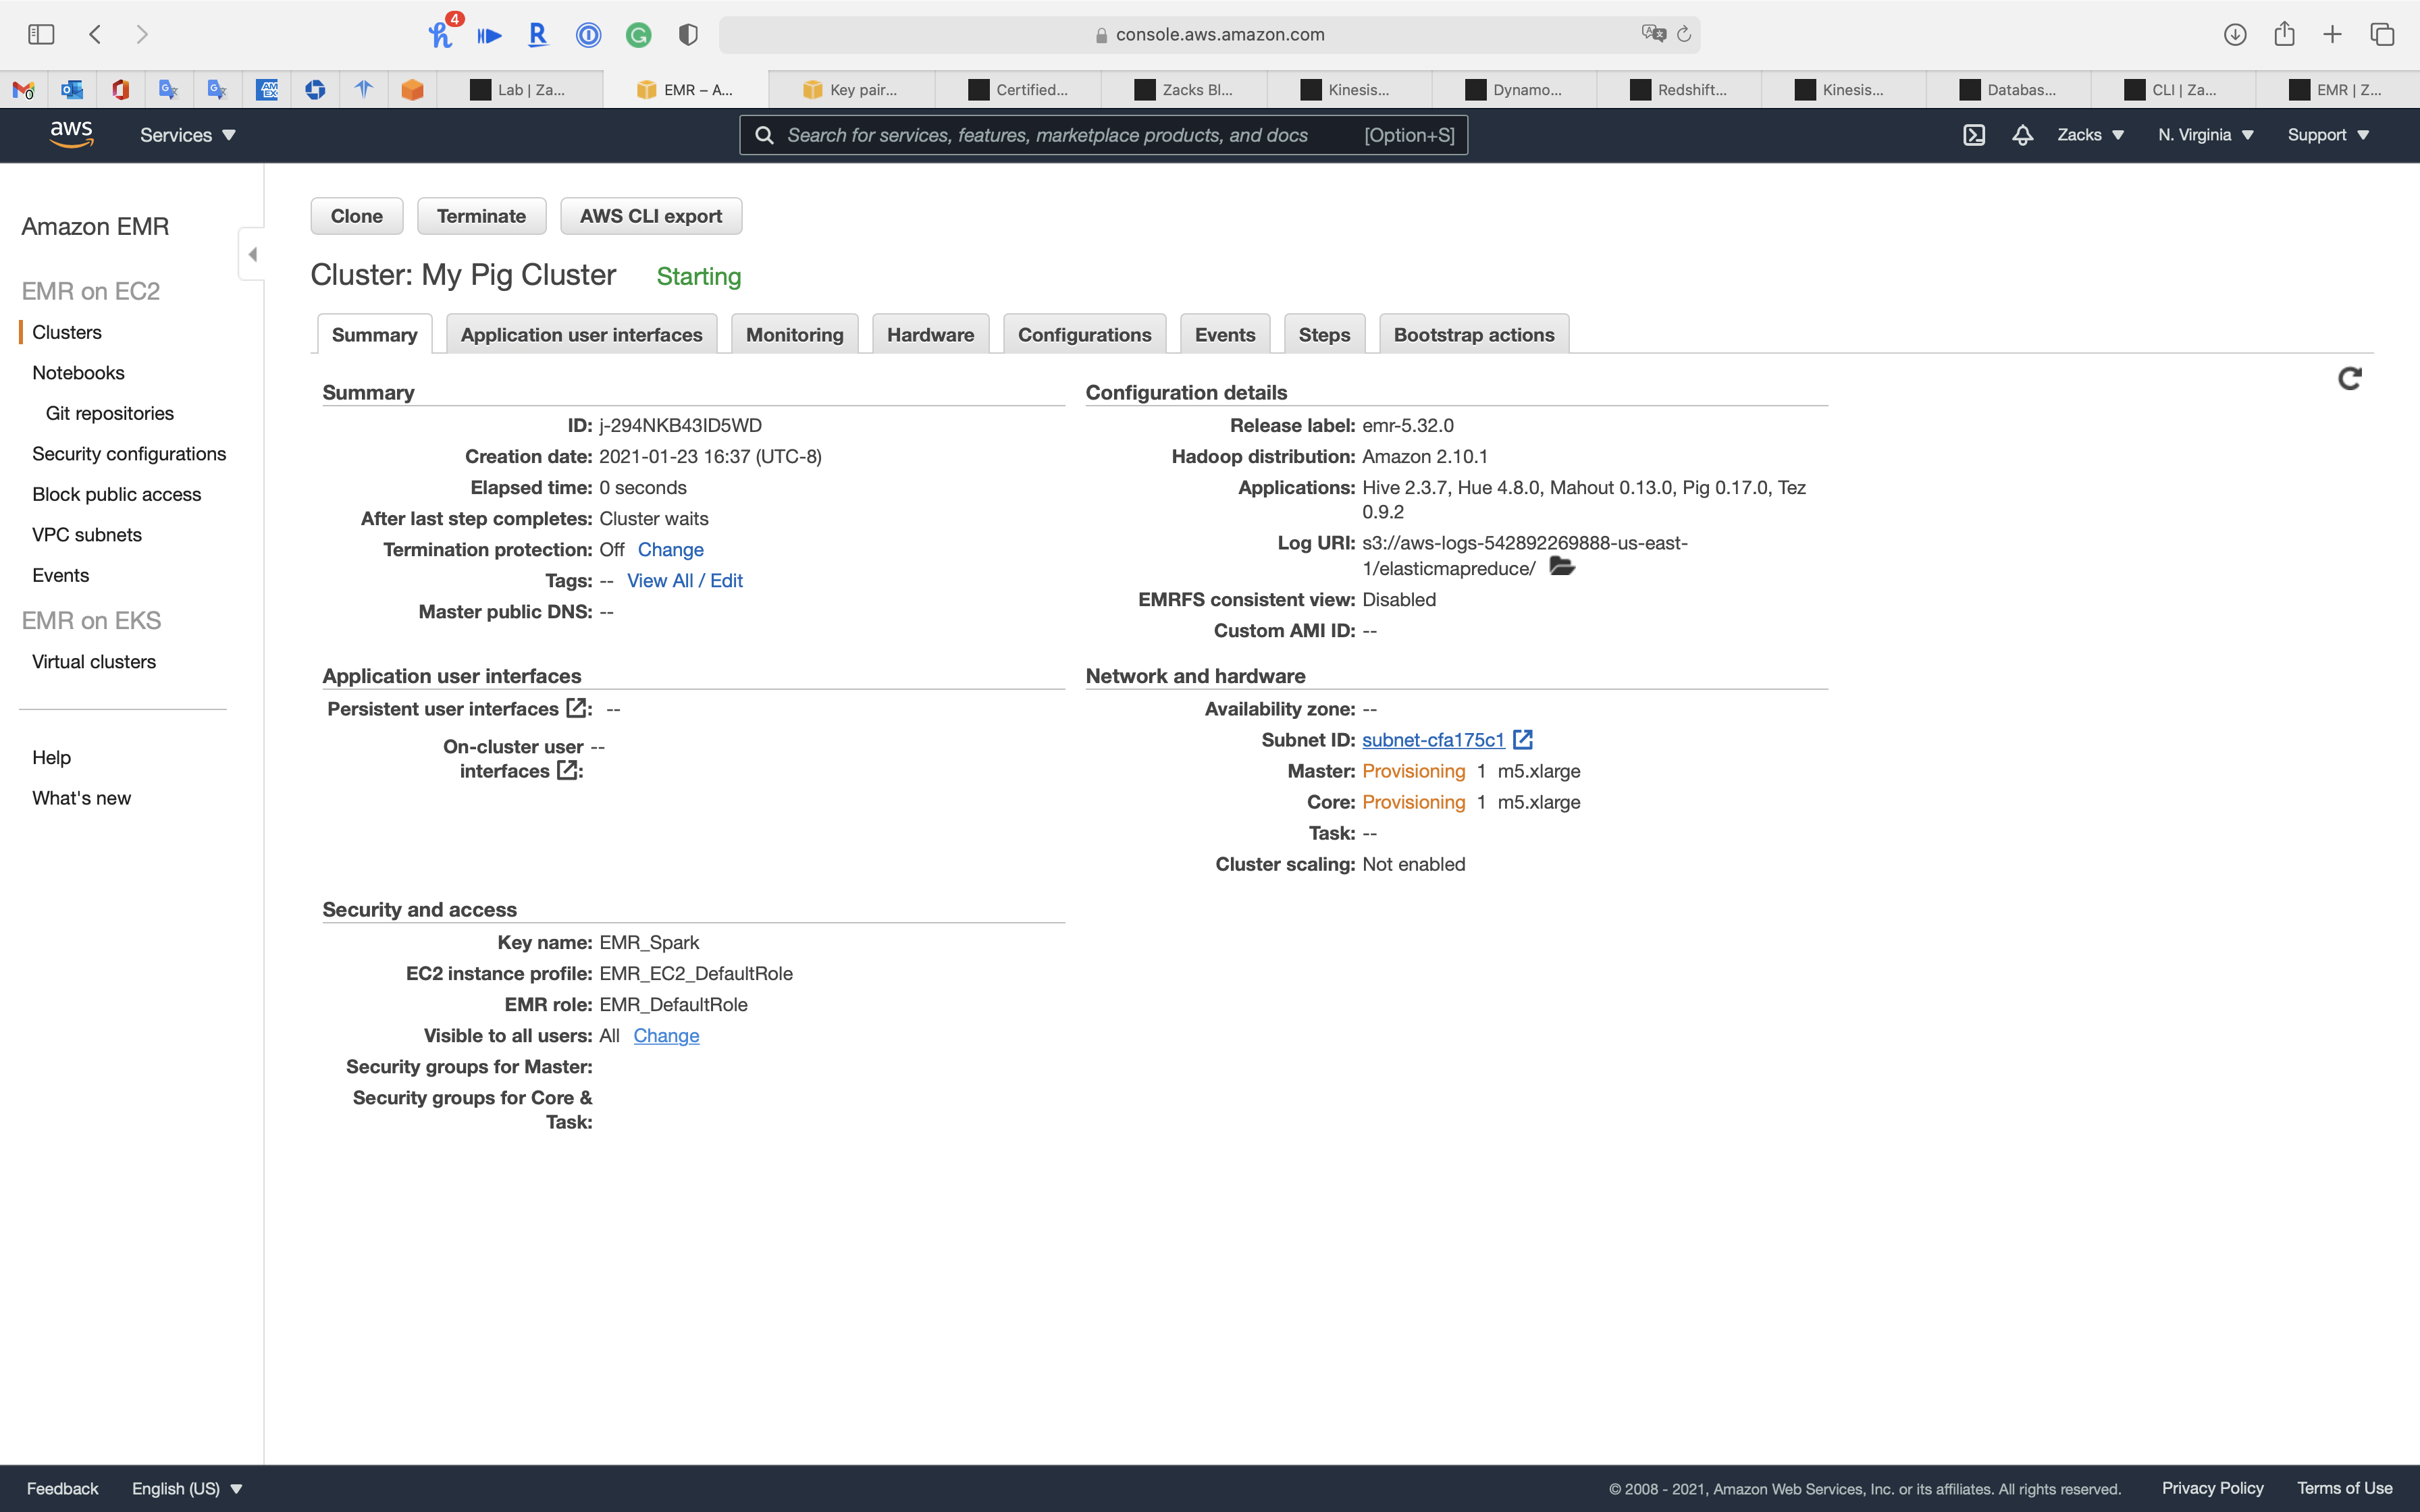 4
console.aws.amazon.com
Lab | Za...
EMR – A...
Key pair...
Certified...
Zacks Bl...
Kinesis...
Dynamo...
Redshift...
Kinesis...
Databas...
CLI | Za...
EMR | Z...
aws
Services
Search for services, features, marketplace products, and docs [Option+S]
Zacks
N. Virginia
Support
Amazon EMR
EMR on EC2
Clusters
Notebooks
Git repositories
Security configurations
Block public access
VPC subnets
Events
EMR on EKS
Virtual clusters
Help
What's new
Clone
Terminate
AWS CLI export
Cluster: My Pig Cluster Starting
Summary
Application user interfaces
Monitoring
Hardware
Configurations
Events
Steps
Bootstrap actions
Summary
ID: j-294NKB43ID5WD
Creation date: 2021-01-23 16:37 (UTC-8)
Elapsed time: 0 seconds
After last step completes: Cluster waits
Termination protection: Off Change
Tags: -- View All / Edit
Master public DNS: --
Configuration details
Release label: emr-5.32.0
Hadoop distribution: Amazon 2.10.1
Applications: Hive 2.3.7, Hue 4.8.0, Mahout 0.13.0, Pig 0.17.0, Tez
0.9.2
Log URI: s3://aws-logs-542892269888-us-east-
1/elasticmapreduce/
EMRFS consistent view: Disabled
Custom AMI ID: --
Application user interfaces
Persistent user interfaces : --
On-cluster user --
interfaces :
Network and hardware
Availability zone: --
Subnet ID: subnet-cfa175c1
Master: Provisioning 1 m5.xlarge
Core: Provisioning 1 m5.xlarge
Task: --
Cluster scaling: Not enabled
Security and access
Key name: EMR_Spark
EC2 instance profile: EMR_EC2_DefaultRole
EMR role: EMR_DefaultRole
Visible to all users: All Change
Security groups for Master:
Security groups for Core &
Task:
Feedback
English (US)
© 2008 - 2021, Amazon Web Services, Inc. or its affiliates. All rights reserved.
Privacy Policy
Terms of Use